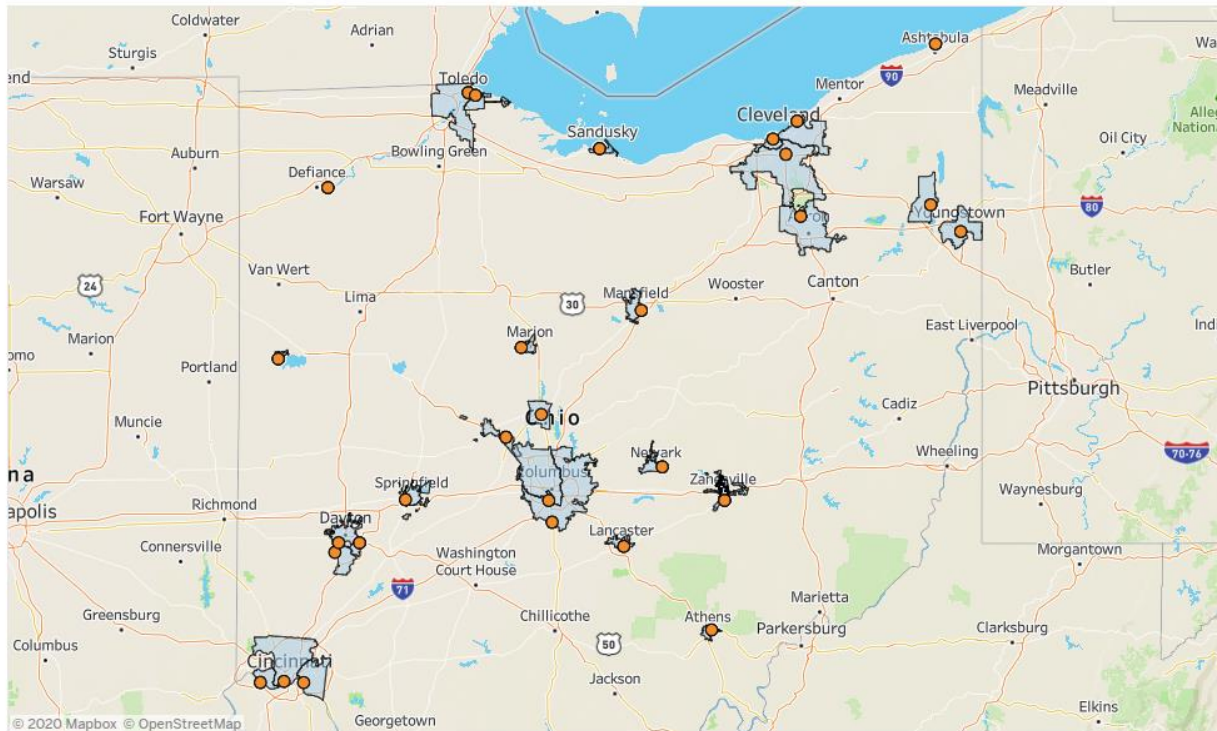 Coldwater
Adrian
Sturgis
Ashtabula
Wa
end
Toledo
90
Mentor
Meadville
Cleveland
Alleg
Nationa
Sandusky
Oil City
Auburn
Bowling Green
Warsaw
Defiance
Fort Wayne
80
Youngstown
Akron
Van Wert
Butler
24
Lima
30
Mansfield
Wooster
Canton
Marion
East Liverpool
Indi
omo
Marion
Portland
Pittsburgh
Muncie
Ohio
Cadiz
na
Newark
Wheeling
70-76
Columbus
Springfield
Zanesville
apolis
Richmond
Dayton
Lancaster
Waynesburg
Connersville
Washington
Court House
Morgantown
71
Greensburg
Chillicothe
Athens
Marietta
Parkersburg
Clarksburg
Columbus
Cincinnati
50
Jackson
Georgetown
Elkins
© 2020 Mapbox © OpenStreetMap